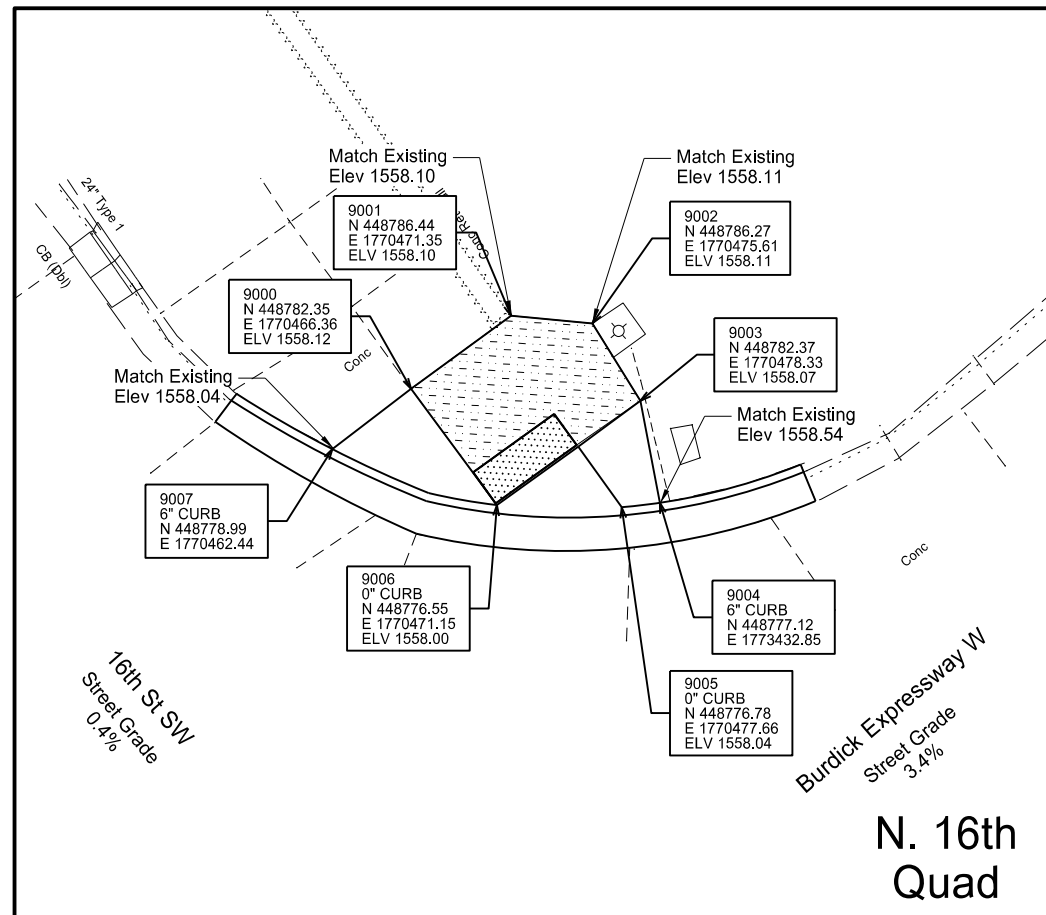 Match Existing
Elev 1558.10
Match Existing
Elev 1558.11
24" Type 1
CB (Dbl)
9001
N 448786.44
E 1770471.35
ELV 1558.10
9002
N 448786.27
E 1770475.61
ELV 1558.11
9000
N 448782.35
E 1770466.36
ELV 1558.12
Conc
9003
N 448782.37
E 1770478.33
ELV 1558.07
Match Existing
Elev 1558.04
Match Existing
Elev 1558.54
9007
6" CURB
N 448778.99
E 1770462.44
9006
0" CURB
N 448776.55
E 1770471.15
ELV 1558.00
Conc
9004
6" CURB
N 448777.12
E 1773432.85
9005
0" CURB
N 448776.78
E 1770477.66
ELV 1558.04
16th St SW
Street Grade
0.4%
Burdick Expressway W
Street Grade
3.4%
N. 16th
Quad